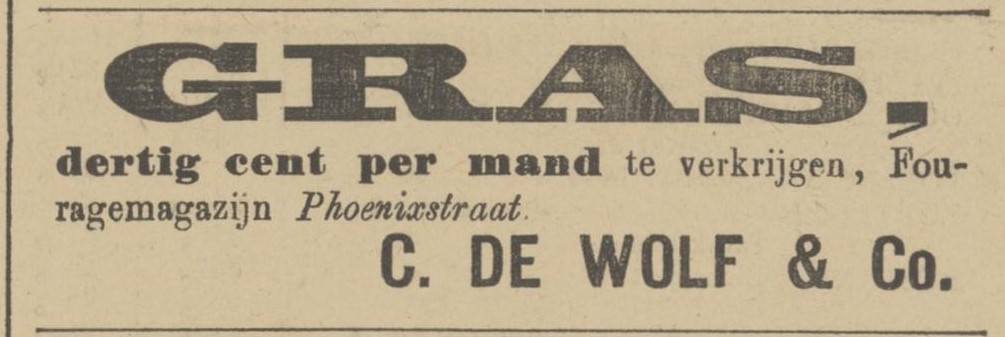 GRAS,
dertig cent per mand te verkrijgen, Fou-
ragemagazijn Phoenixstraat.
C. DE WOLF & Co.